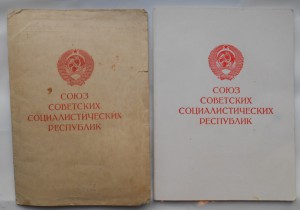 СОЮЗ
СОВЕТСКИХ
СОЦИАЛИСТИЧЕСКИХ
РЕСПУБЛИК
СОЮЗ
СОВЕТСКИХ
СОЦИАЛИСТИЧЕСКИХ
РЕСПУБЛИК